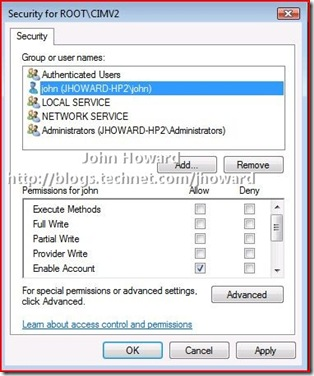 Security for ROOT\CIMV2
Security
Group or user names:
Authenticated Users
john (JHOWARD-HP2\john)
LOCAL SERVICE
NETWORK SERVICE
Administrators (JHOWARD-HP2\Administrators)
John Howard
Add...
Remove
http://blogs.technet.com/jhoward
Permissions for john
Allow
Deny
Execute Methods
Full Write
Partial Write
Provider Write
Enable Account
For special permissions or advanced settings,
click Advanced.
Advanced
Learn about access control and permissions
OK
Cancel
Apply